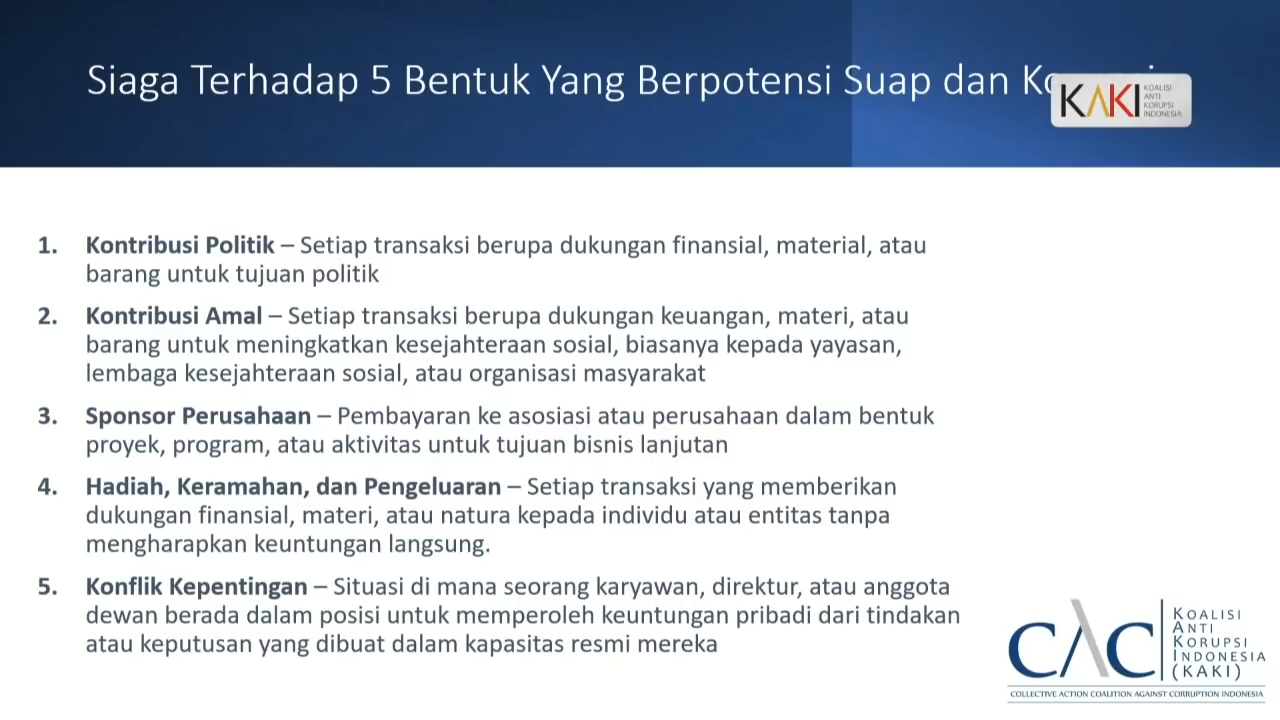 Siaga Terhadap 5 Bentuk Yang Berpotensi Suap dan
KAKI
KOALISI
ANTI
KORUPSI
INDONESIA
1. Kontribusi Politik – Setiap transaksi berupa dukungan finansial, material, atau
barang untuk tujuan politik
2. Kontribusi Amal – Setiap transaksi berupa dukungan keuangan, materi, atau
barang untuk meningkatkan kesejahteraan sosial, biasanya kepada yayasan,
lembaga kesejahteraan sosial, atau organisasi masyarakat
3. Sponsor Perusahaan – Pembayaran ke asosiasi atau perusahaan dalam bentuk
proyek, program, atau aktivitas untuk tujuan bisnis lanjutan
4. Hadiah, Keramahan, dan Pengeluaran – Setiap transaksi yang memberikan
dukungan finansial, materi, atau natura kepada individu atau entitas tanpa
mengharapkan keuntungan langsung.
5. Konflik Kepentingan – Situasi di mana seorang karyawan, direktur, atau anggota
dewan berada dalam posisi untuk memperoleh keuntungan pribadi dari tindakan
atau keputusan yang dibuat dalam kapasitas resmi mereka
CAC
KOALISI
ANTI
KORUPSI
INDONESIA
(KAKI)
COLLECTIVE ACTION COALITION AGAINST CORRUPTION INDONESIA